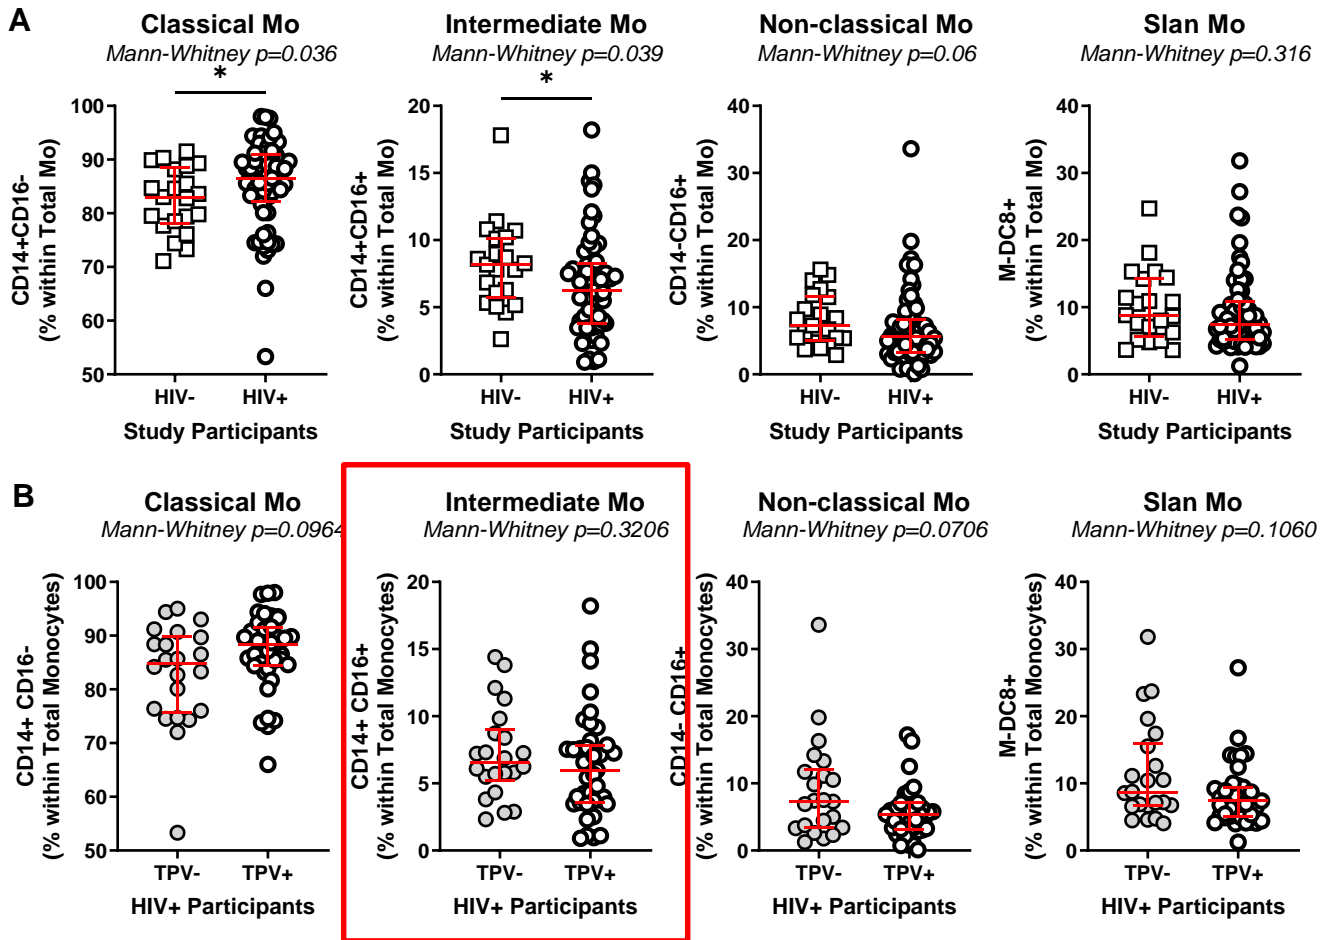 A
Classical Mo
Mann-Whitney p=0.036
*
CD14+CD16-
(% within Total Mo)
100
90
80
70
60
50
HIV-
HIV+
Study Participants
Intermediate Mo
Mann-Whitney p=0.039
*
CD14+CD16+
(% within Total Mo)
20
15
10
5
0
HIV-
HIV+
Study Participants
Non-classical Mo
Mann-Whitney p=0.06
CD14-CD16+
(% within Total Mo)
40
30
20
10
0
HIV-
HIV+
Study Participants
Slan Mo
Mann-Whitney p=0.316
M-DC8+
(% within Total Mo)
40
30
20
10
0
HIV-
HIV+
Study Participants
B
Classical Mo
Mann-Whitney p=0.0964
CD14+ CD16-
(% within Total Monocytes)
100
90
80
70
60
50
TPV-
TPV+
HIV+ Participants
Intermediate Mo
Mann-Whitney p=0.3206
CD14+ CD16+
(% within Total Monocytes)
20
15
10
5
0
TPV-
TPV+
HIV+ Participants
Non-classical Mo
Mann-Whitney p=0.0706
CD14- CD16+
(% within Total Monocytes)
40
30
20
10
0
TPV-
TPV+
HIV+ Participants
Slan Mo
Mann-Whitney p=0.1060
M-DC8+
(% within Total Monocytes)
40
30
20
10
0
TPV-
TPV+
HIV+ Participants